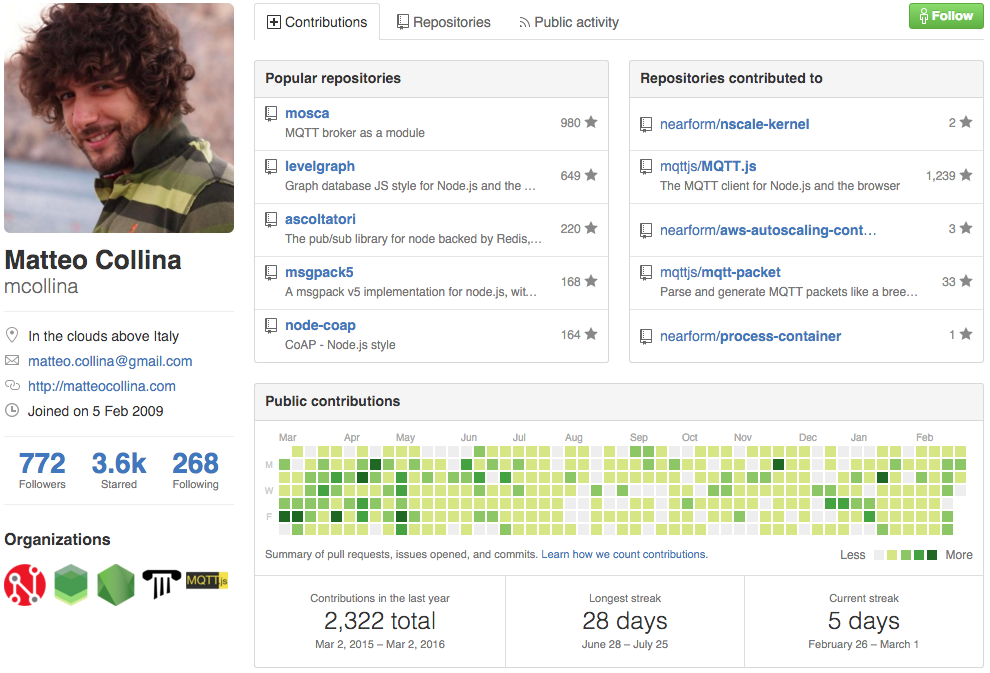 Contributions
Repositories
Public activity
Follow
Matteo Collina
mcollina
In the clouds above Italy
matteo.collina@gmail.com
http://matteocollina.com
Joined on 5 Feb 2009
772
Followers
3.6k
Starred
268
Following
Organizations
MQTTjs
Popular repositories
mosca
MQTT broker as a module
980
levelgraph
Graph database JS style for Node.js and the …
649
ascoltatori
The pub/sub library for node backed by Redis,…
220
msgpack5
A msgpack v5 implementation for node.js, wit…
168
node-coap
CoAP - Node.js style
164
Repositories contributed to
nearform/nscale-kernel
2
mqttjs/MQTT.js
The MQTT client for Node.js and the browser
1,239
nearform/aws-autoscaling-cont…
3
mqttjs/mqtt-packet
Parse and generate MQTT packets like a bree…
33
nearform/process-container
1
Public contributions
Mar Apr May Jun Jul Aug Sep Oct Nov Dec Jan Feb
M
W
F
Summary of pull requests, issues opened, and commits. Learn how we count contributions.
Less More
Contributions in the last year
2,322 total
Mar 2, 2015 – Mar 2, 2016
Longest streak
28 days
June 28 – July 25
Current streak
5 days
February 26 – March 1